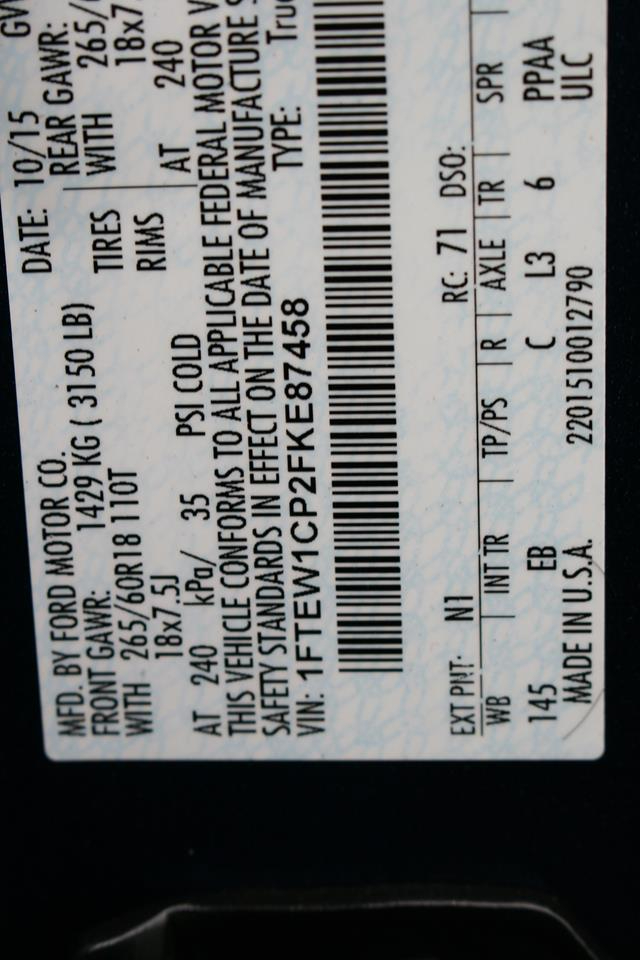 MFD. BY FORD MOTOR CO.
DATE: 10/15
GV
FRONT GAWR: 1429 KG ( 3150 LB)
REAR GAWR:
WITH 265/60R18 110T
TIRES
WITH 265/
18x7.5J
RIMS
18x7.
AT 240 kPa/ 35 PSI COLD
AT 240
THIS VEHICLE CONFORMS TO ALL APPLICABLE FEDERAL MOTOR V
SAFETY STANDARDS IN EFFECT ON THE DATE OF MANUFACTURE S
VIN: 1FTEW1CP2FKE87458
TYPE: Truc
EXT PNT: N1
RC: 71 DSO:
WB | INT TR | TP/PS | R | AXLE | TR | SPR
145 EB C L3 6 PPAA
MADE IN U.S.A. 2201510012790 ULC